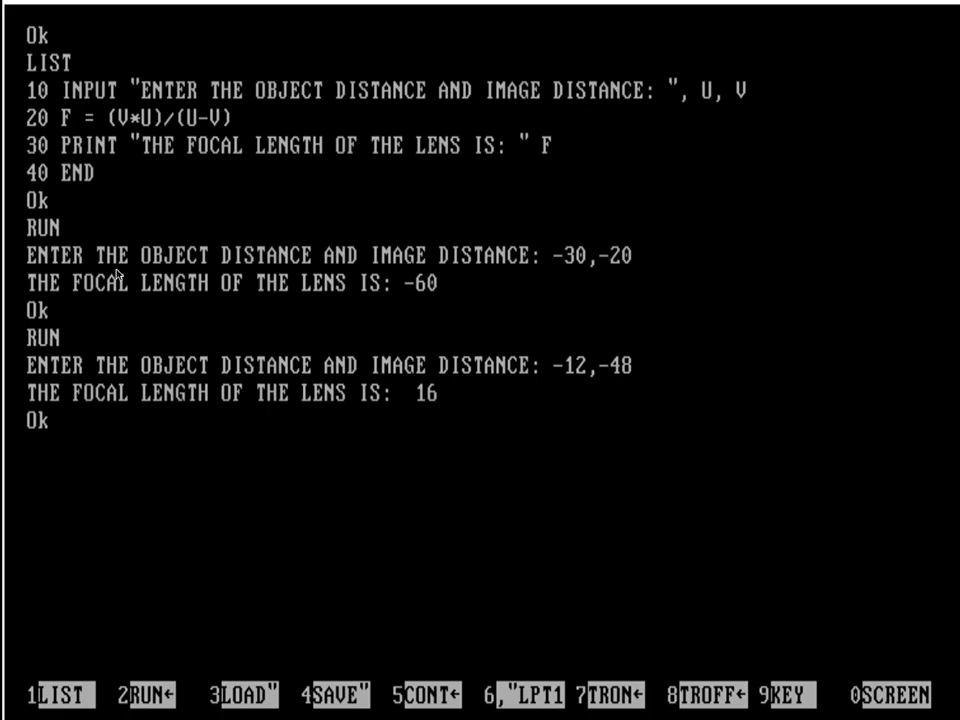 Ok
LIST
10 INPUT "ENTER THE OBJECT DISTANCE AND IMAGE DISTANCE: ", U, V
20 F = (V*U)/(U-V)
30 PRINT "THE FOCAL LENGTH OF THE LENS IS: " F
40 END
Ok
RUN
ENTER THE OBJECT DISTANCE AND IMAGE DISTANCE: -30,-20
THE FOCAL LENGTH OF THE LENS IS: -60
Ok
RUN
ENTER THE OBJECT DISTANCE AND IMAGE DISTANCE: -12,-48
THE FOCAL LENGTH OF THE LENS IS:  16
Ok
1LIST 2RUN← 3LOAD" 4SAVE" 5CONT← 6,"LPT1 7TRON← 8TROFF← 9KEY 0SCREEN